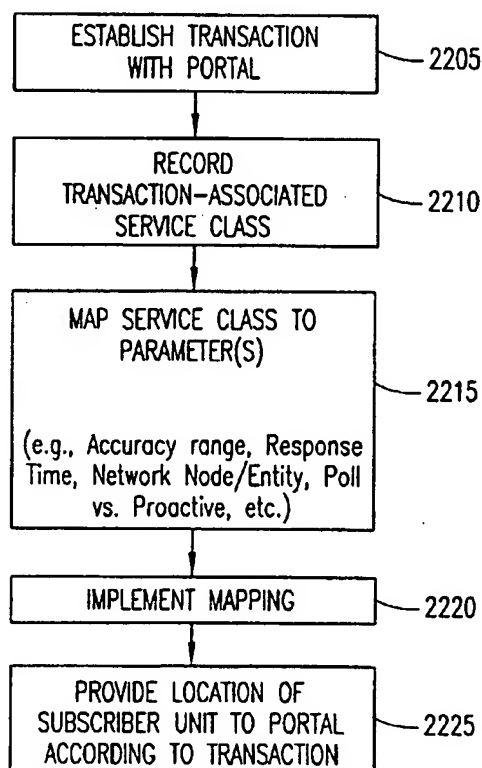 ESTABLISH TRANSACTION
WITH PORTAL
2205
RECORD
TRANSACTION-ASSOCIATED
SERVICE CLASS
2210
MAP SERVICE CLASS TO
PARAMETER(S)
(e.g., Accuracy range, Response
Time, Network Node/Entity, Poll
vs. Proactive, etc.)
2215
IMPLEMENT MAPPING
2220
PROVIDE LOCATION OF
SUBSCRIBER UNIT TO PORTAL
ACCORDING TO TRANSACTION
2225